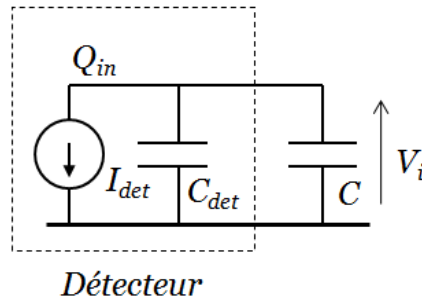 Q_in
I_det
C_det
C
V_i
Détecteur